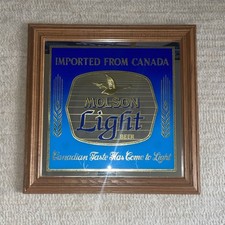 IMPORTED FROM CANADA
MOLSON
Light
BEER
Canadian Taste Has Come to Light